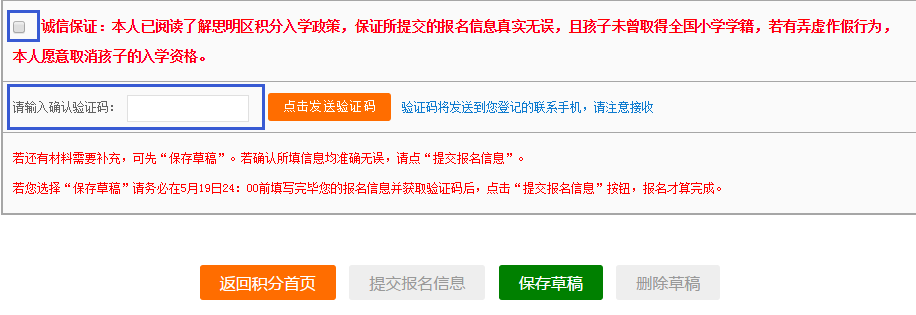 诚信保证：本人已阅读了解思明区积分入学政策，保证所提交的报名信息真实无误，且孩子未曾取得全国小学学籍，若有弄虚作假行为，
本人愿意取消孩子的入学资格。
请输入确认验证码： 点击发送验证码 验证码将发送到您登记的联系手机，请注意接收
若还有材料需要补充，可先“保存草稿”。若确认所填信息均准确无误，请点“提交报名信息”。
若您选择“保存草稿”请务必在5月19日24：00前填写完毕您的报名信息并获取验证码后，点击“提交报名信息”按钮，报名才算完成。
返回积分首页 提交报名信息 保存草稿 删除草稿